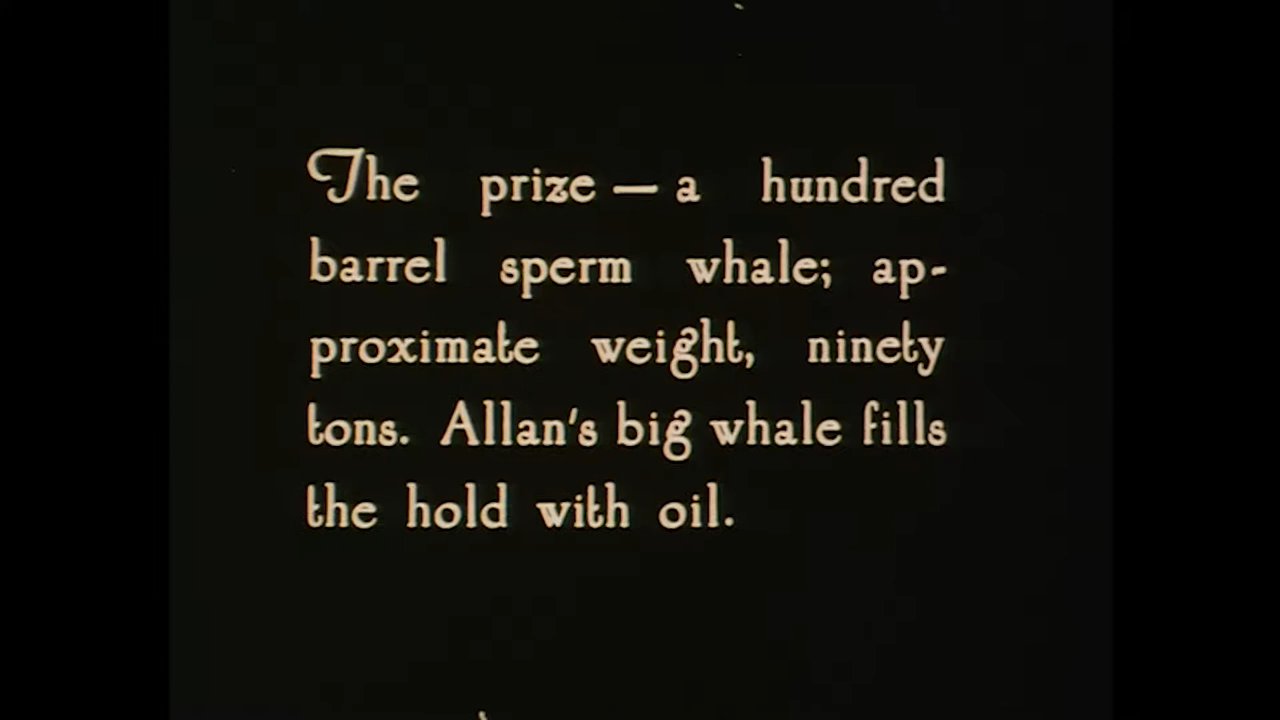 The prize — a hundred
barrel sperm whale; ap-
proximate weight, ninety
tons. Allan's big whale fills
the hold with oil.